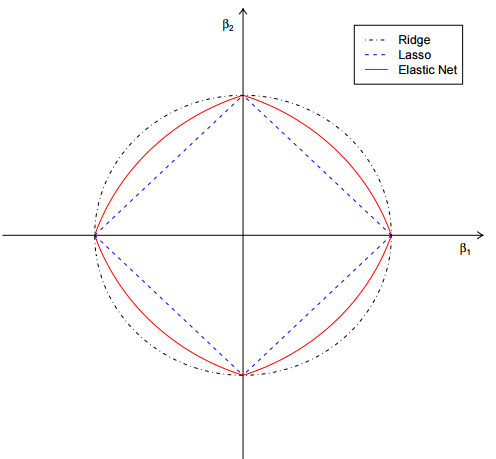 β2
Ridge
Lasso
Elastic Net
β1